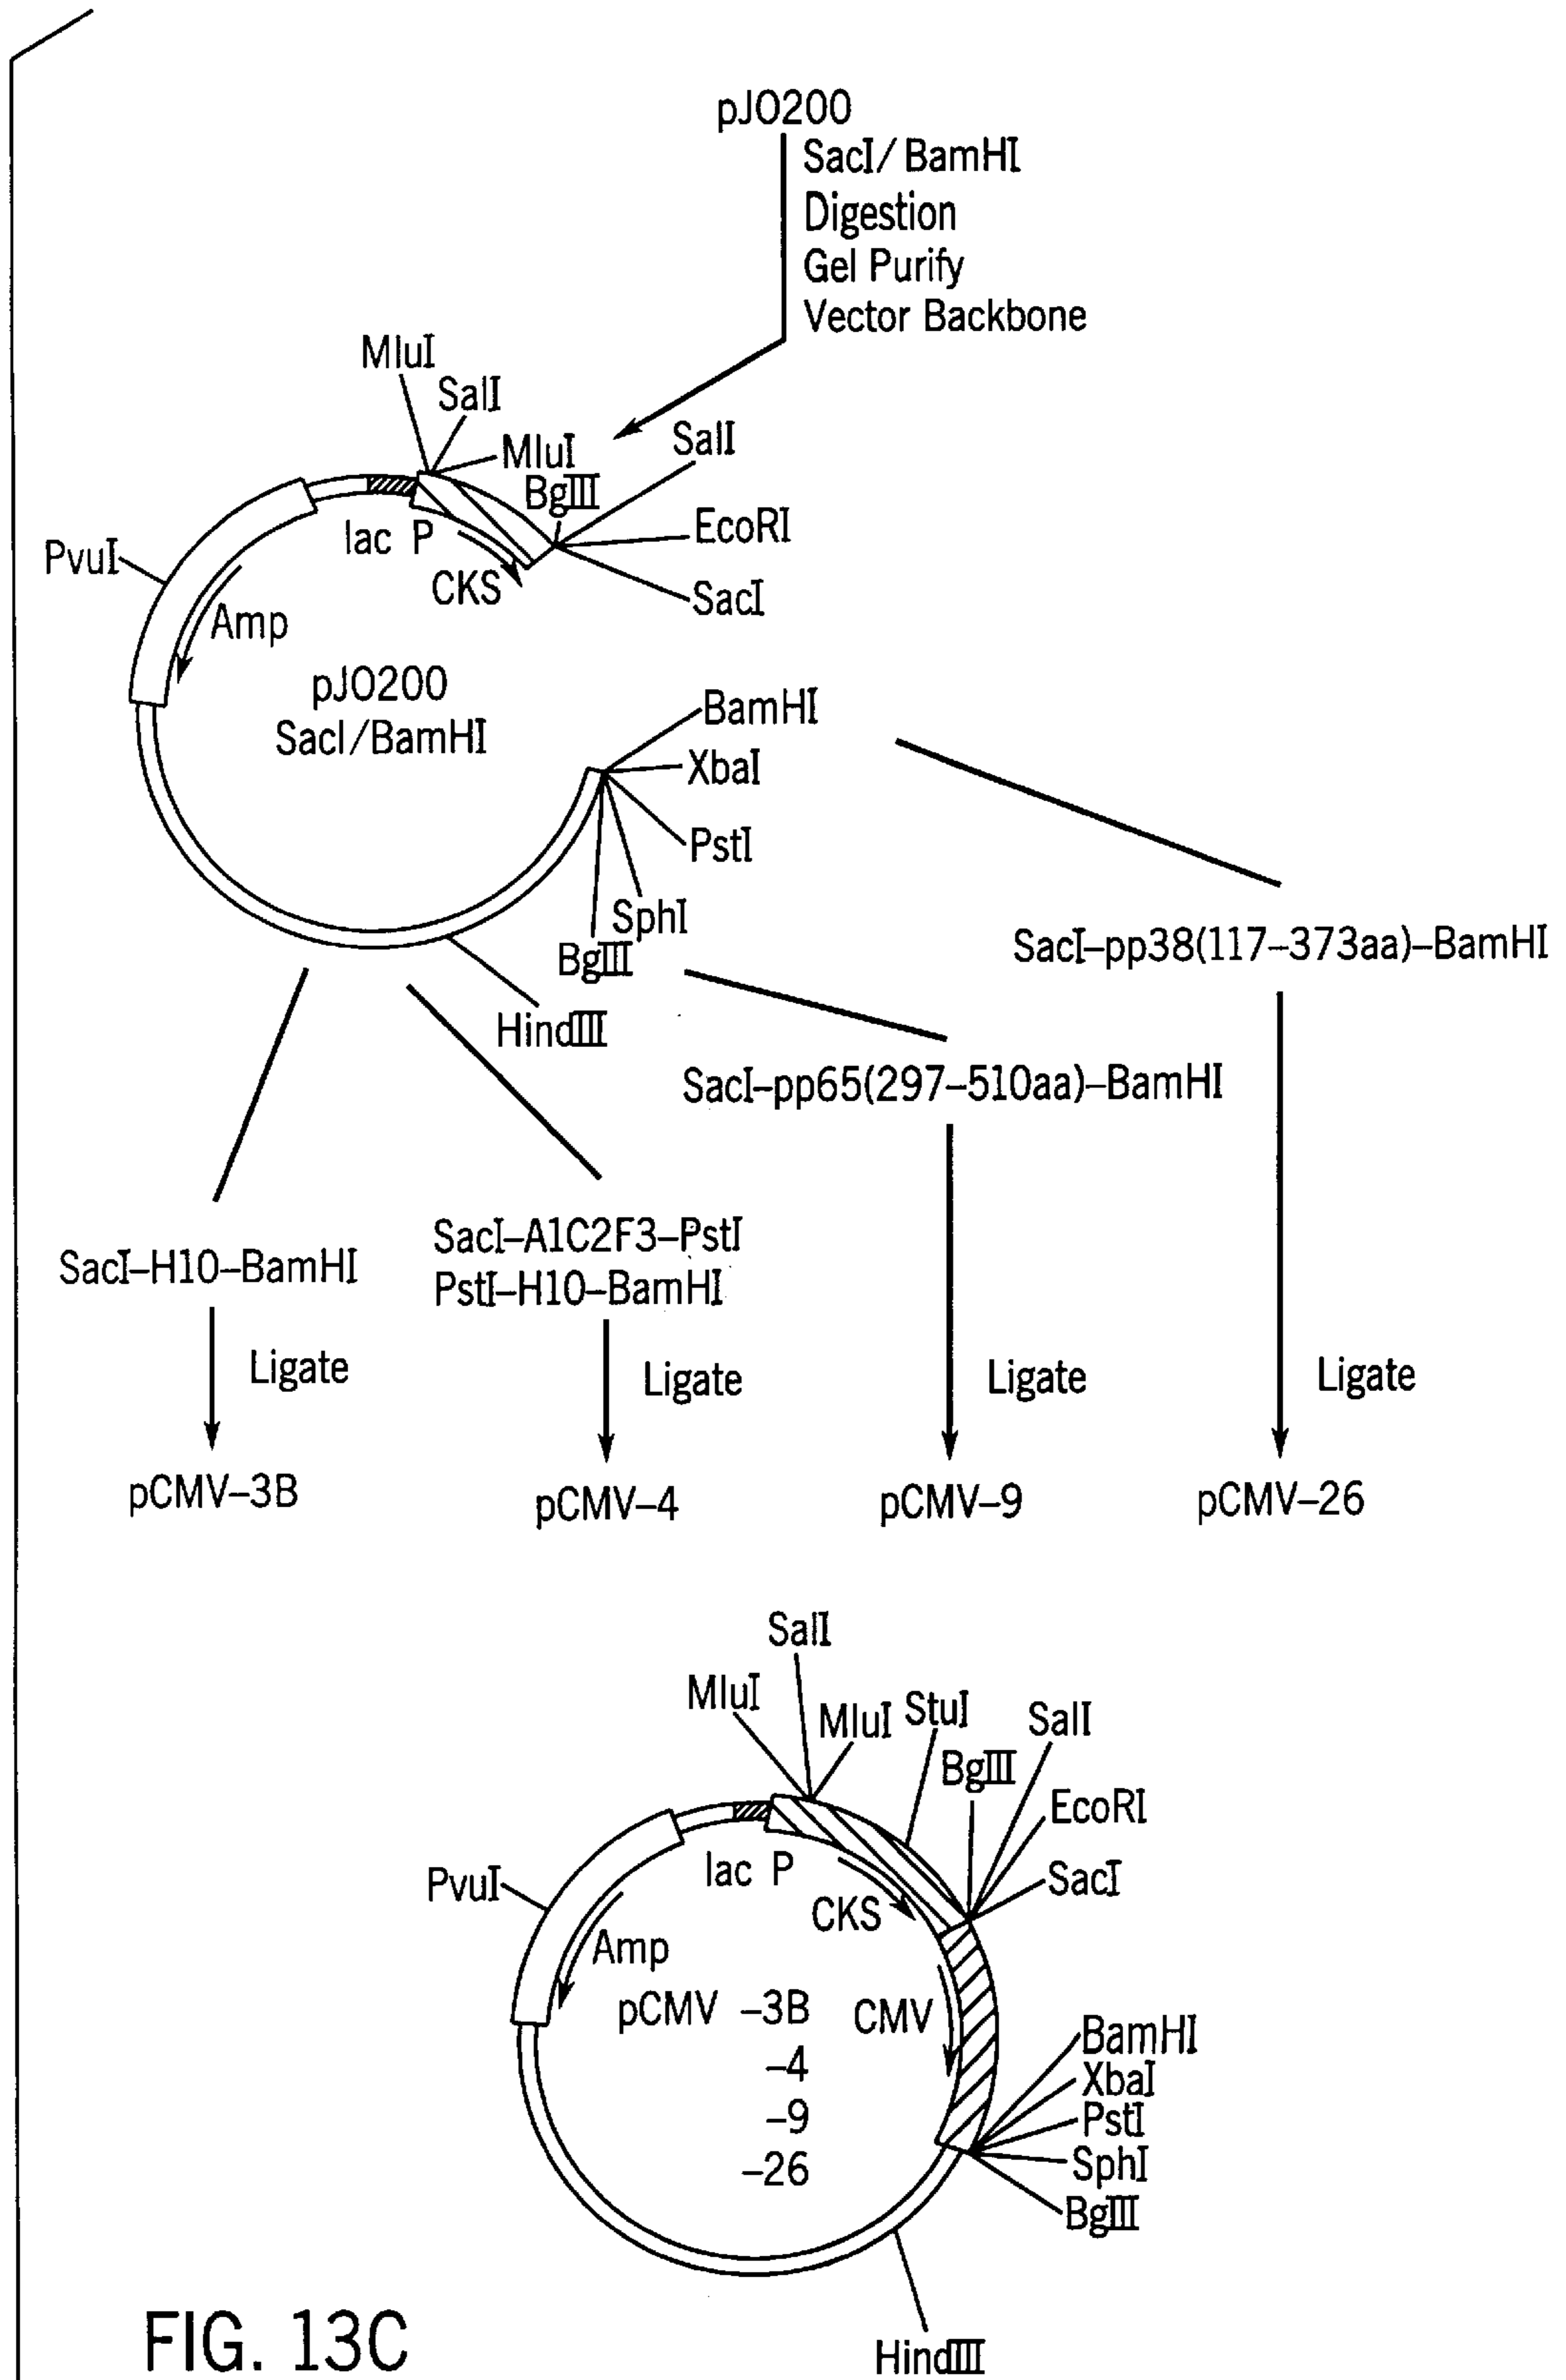 pJO200
SacI/BamHI
Digestion
Gel Purify
Vector Backbone
MluI
SalI
MluI
BglII
SalI
EcoRI
SacI
PvuI
lac P
CKS
Amp
pJO200
SacI/BamHI
BamHI
XbaI
PstI
SphI
BglII
HindIII
SacI–pp38(117–373aa)–BamHI
SacI–pp65(297–510aa)–BamHI
SacI–H10–BamHI
SacI–A1C2F3–PstI
PstI–H10–BamHI
Ligate
Ligate
Ligate
Ligate
pCMV–3B
pCMV–4
pCMV–9
pCMV–26
SalI
MluI
MluI
StuI
BglII
SalI
EcoRI
SacI
PvuI
lac P
CKS
Amp
pCMV –3B
–4
–9
–26
CMV
BamHI
XbaI
PstI
SphI
BglII
HindIII
FIG. 13C